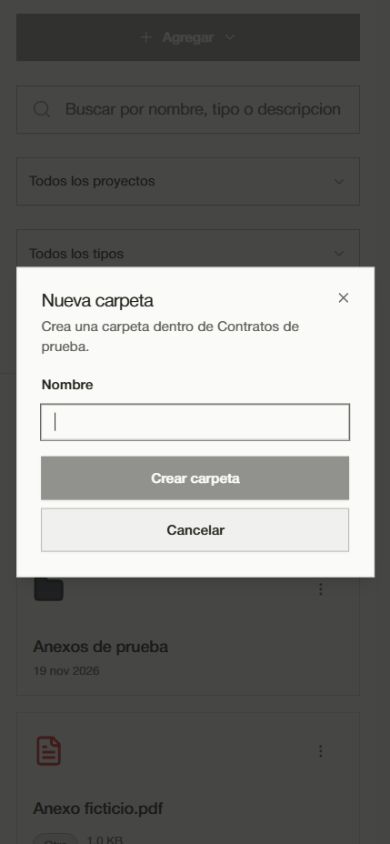 Agregar
Buscar por nombre, tipo o descripcion
Todos los proyectos
Todos los tipos
Nueva carpeta
Crea una carpeta dentro de Contratos de
prueba.
Nombre
Crear carpeta
Cancelar
Anexos de prueba
19 nov 2026
Anexo ficticio.pdf
Otro 1.0 KB